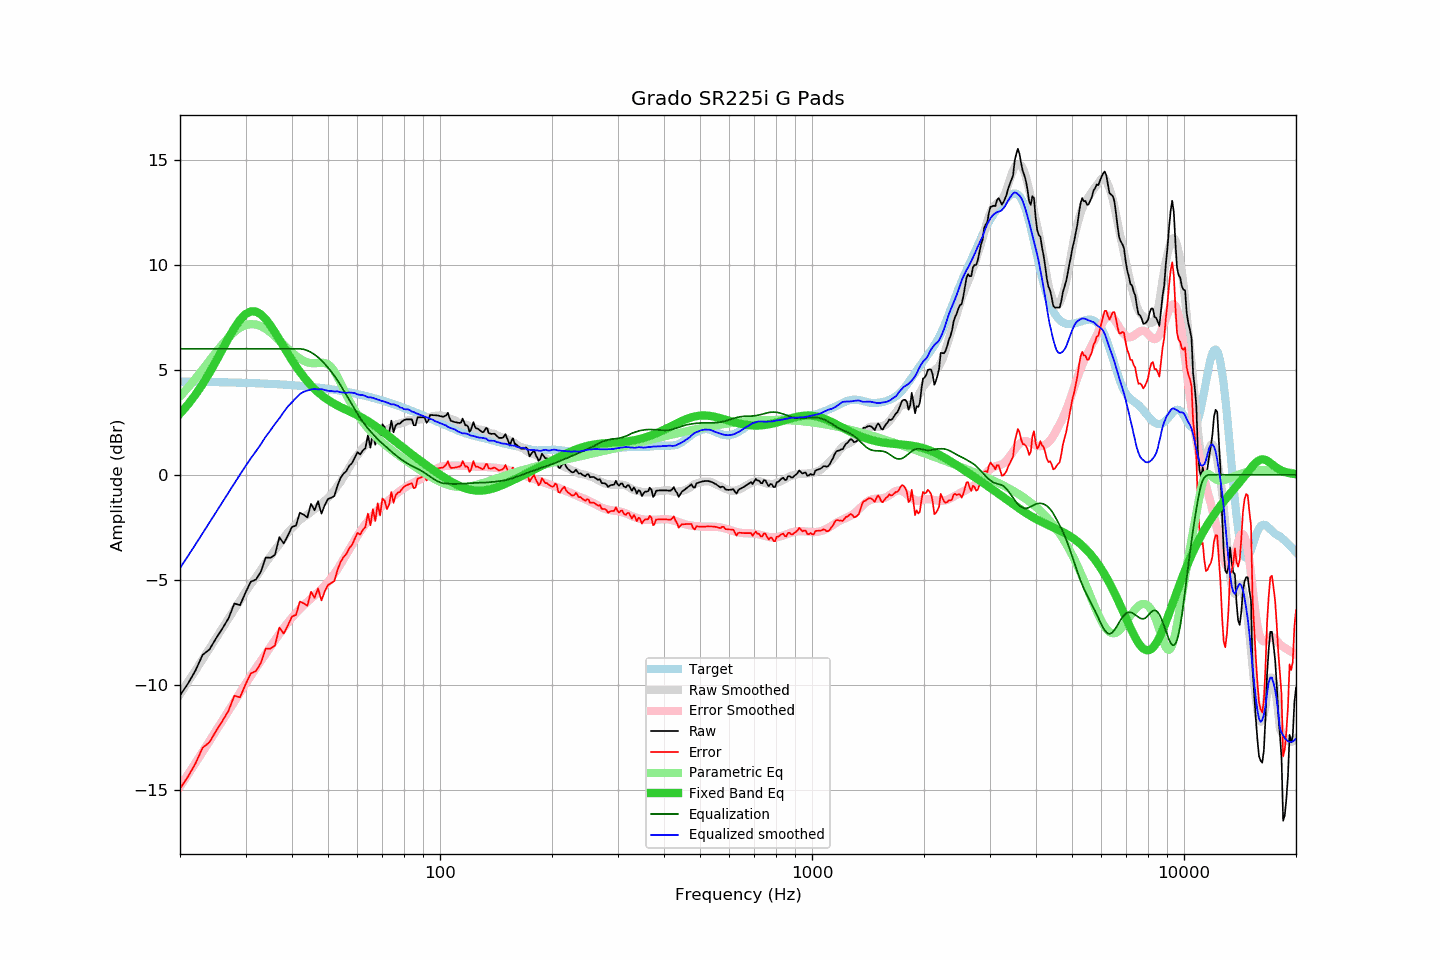 Grado SR225i G Pads
Amplitude (dBr)
15
10
5
0
−5
−10
−15
100
1000
10000
Frequency (Hz)
Target
Raw Smoothed
Error Smoothed
Raw
Error
Parametric Eq
Fixed Band Eq
Equalization
Equalized smoothed